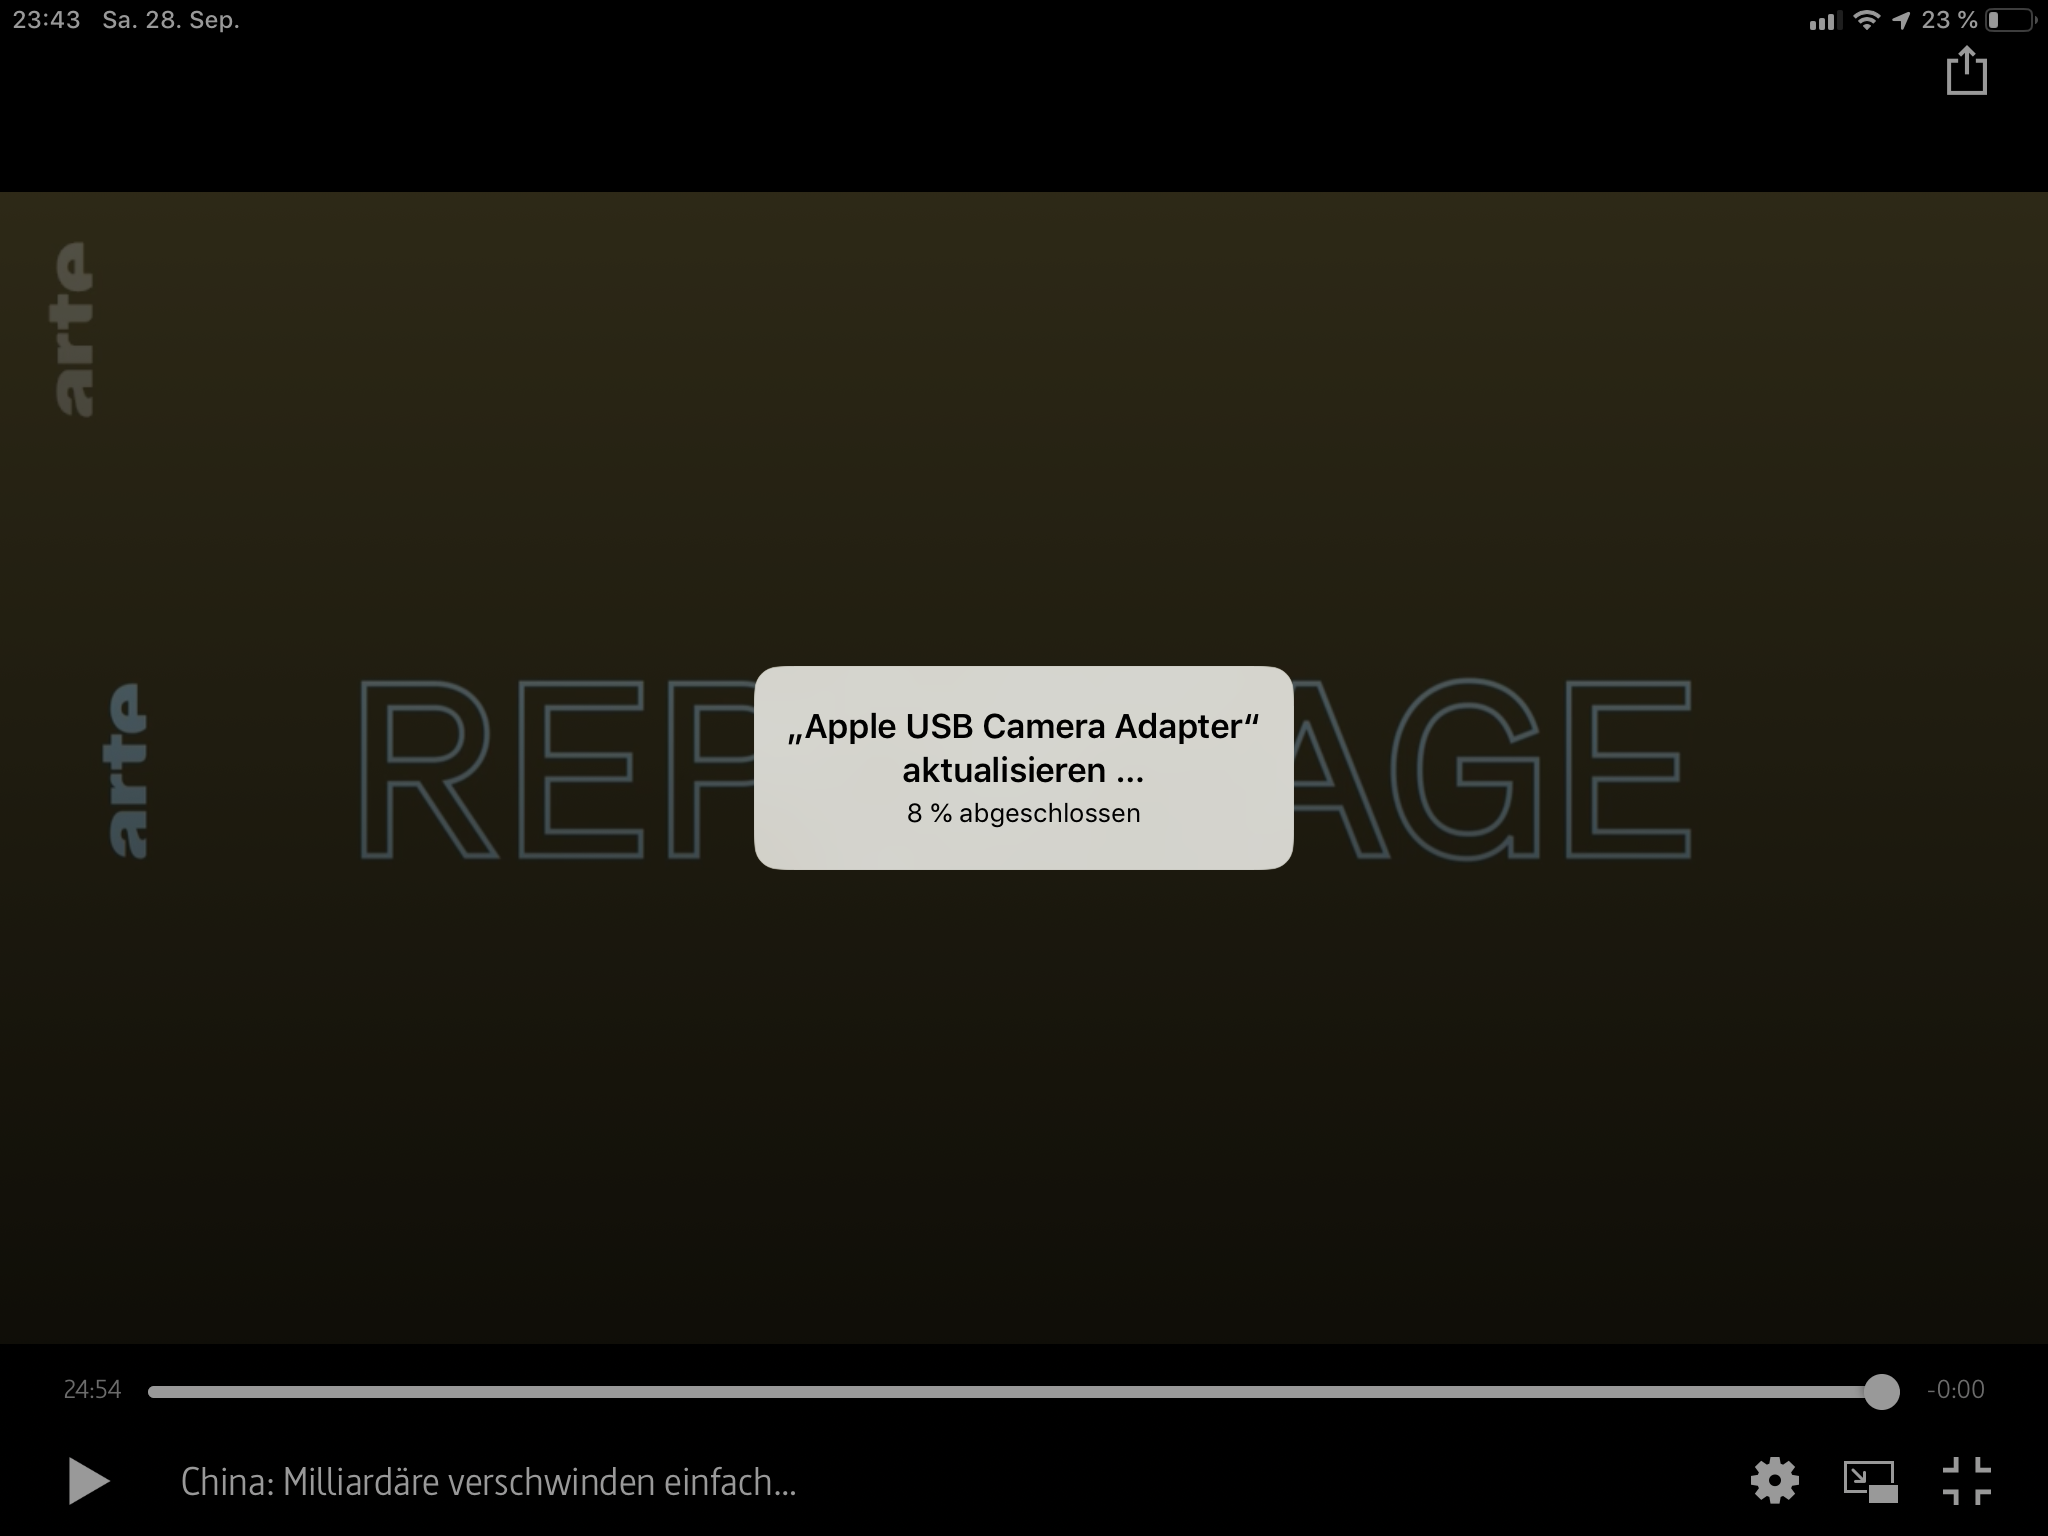 23:43 Sa. 28. Sep.
23 %
arte
arte
REP
AGE
„Apple USB Camera Adapter“
aktualisieren ...
8 % abgeschlossen
24:54
-0:00
China: Milliardäre verschwinden einfach...